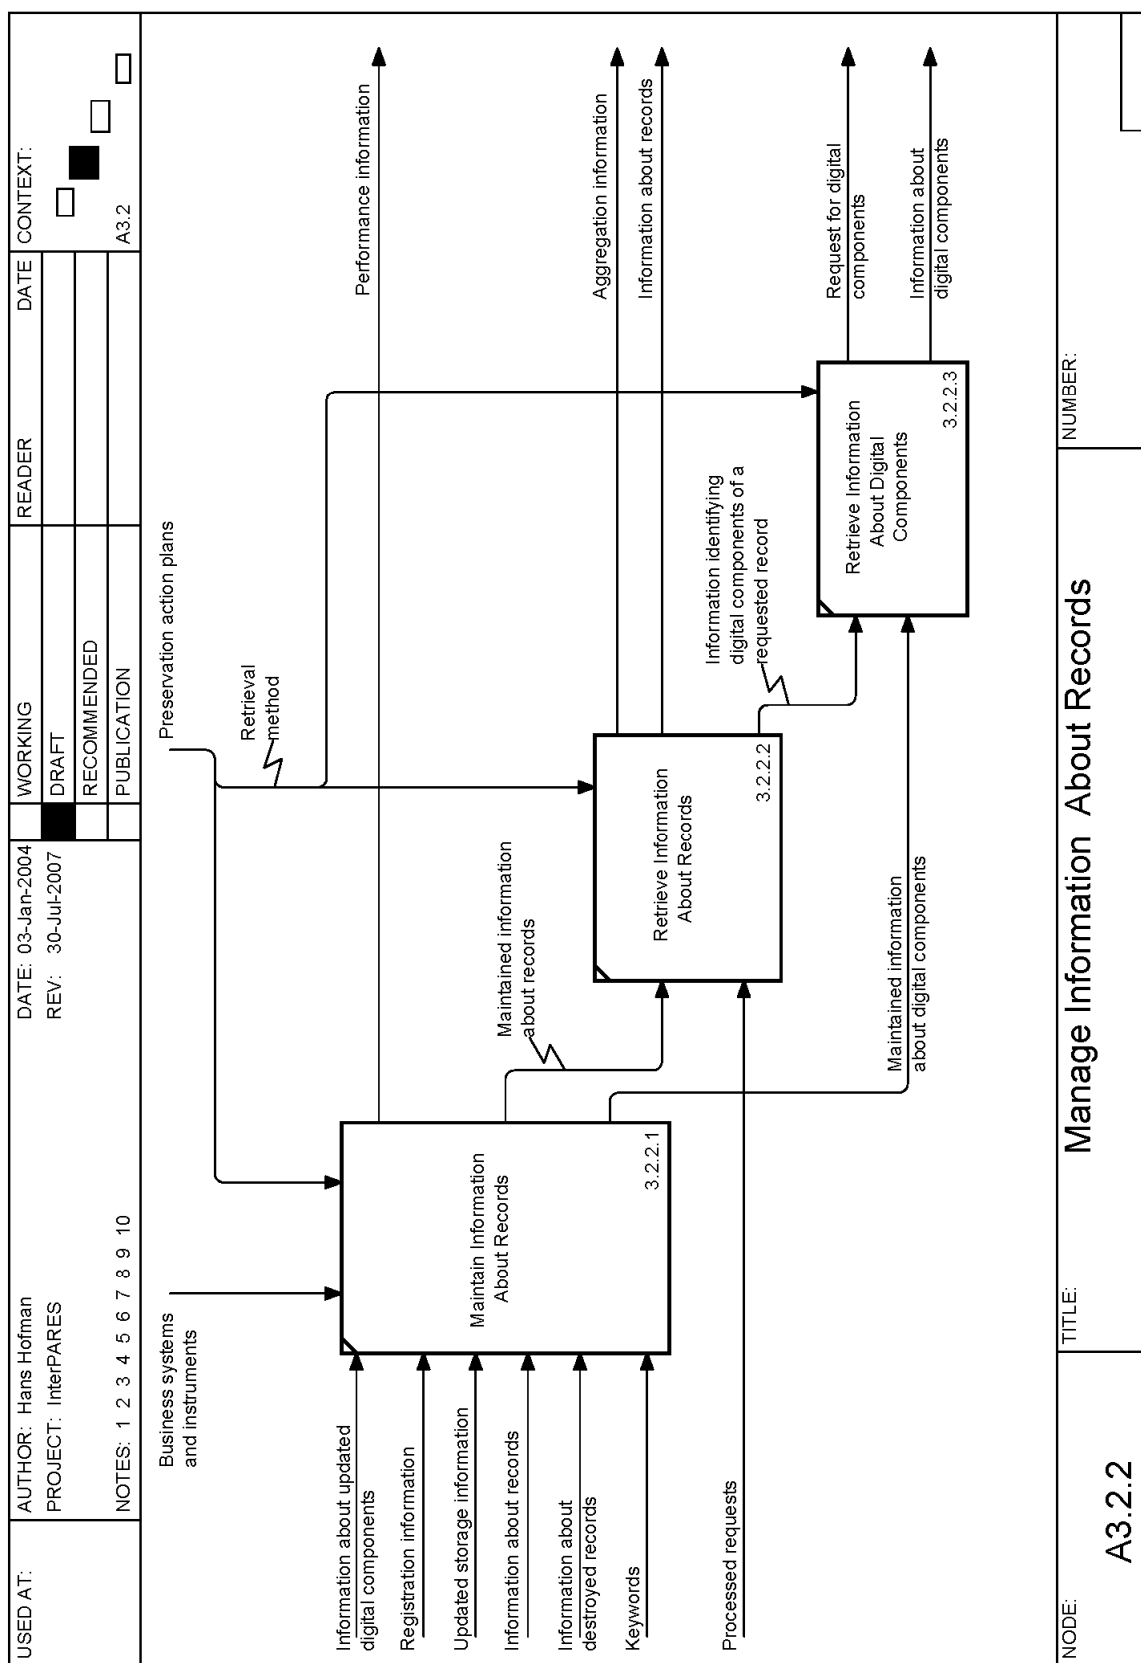 USED AT:
AUTHOR: Hans Hofman
PROJECT: InterPARES
NOTES: 1 2 3 4 5 6 7 8 9 10
DATE: 03-Jan-2004
REV: 30-Jul-2007
WORKING
DRAFT
RECOMMENDED
PUBLICATION
READER
DATE
CONTEXT:
A3.2
Business systems
and instruments
Preservation action plans
Retrieval
method
Information about updated
digital components
Registration information
Updated storage information
Information about records
Information about
destroyed records
Keywords
Processed requests
Maintain Information
About Records
3.2.2.1
Maintained information
about records
Retrieve Information
About Records
3.2.2.2
Maintained information
about digital components
Information identifying
digital components of a
requested record
Retrieve Information
About Digital
Components
3.2.2.3
Performance information
Aggregation information
Information about records
Request for digital
components
Information about
digital components
NODE:
A3.2.2
TITLE:
Manage Information About Records
NUMBER: